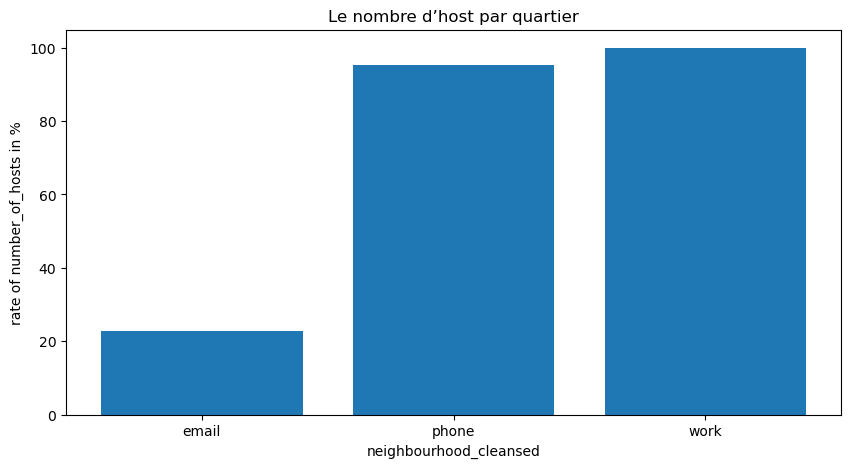 Le nombre d’host par quartier
rate of number_of_hosts in %
100
80
60
40
20
0
email phone work
neighbourhood_cleansed